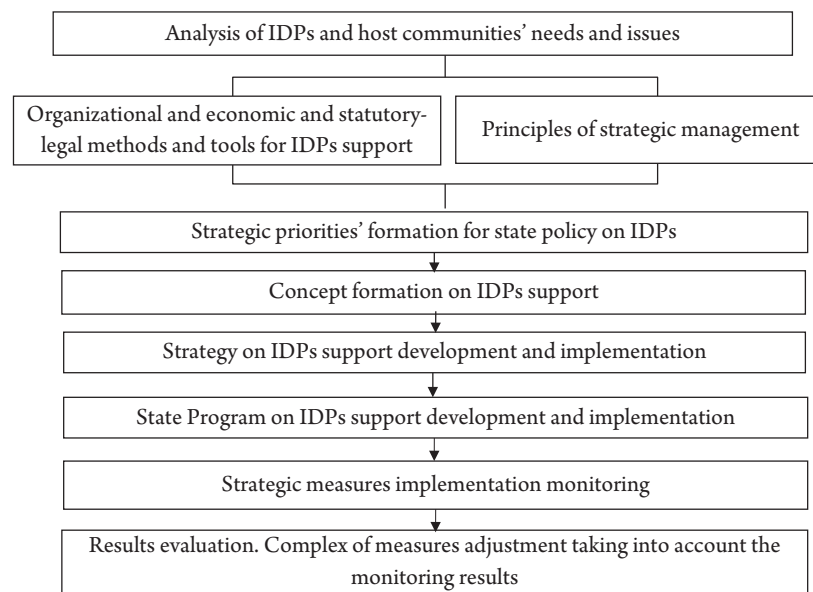 Analysis of IDPs and host communities’ needs and issues
Organizational and economic and statutory-
legal methods and tools for IDPs support
Principles of strategic management
Strategic priorities’ formation for state policy on IDPs
Concept formation on IDPs support
Strategy on IDPs support development and implementation
State Program on IDPs support development and implementation
Strategic measures implementation monitoring
Results evaluation. Complex of measures adjustment taking into account the
monitoring results